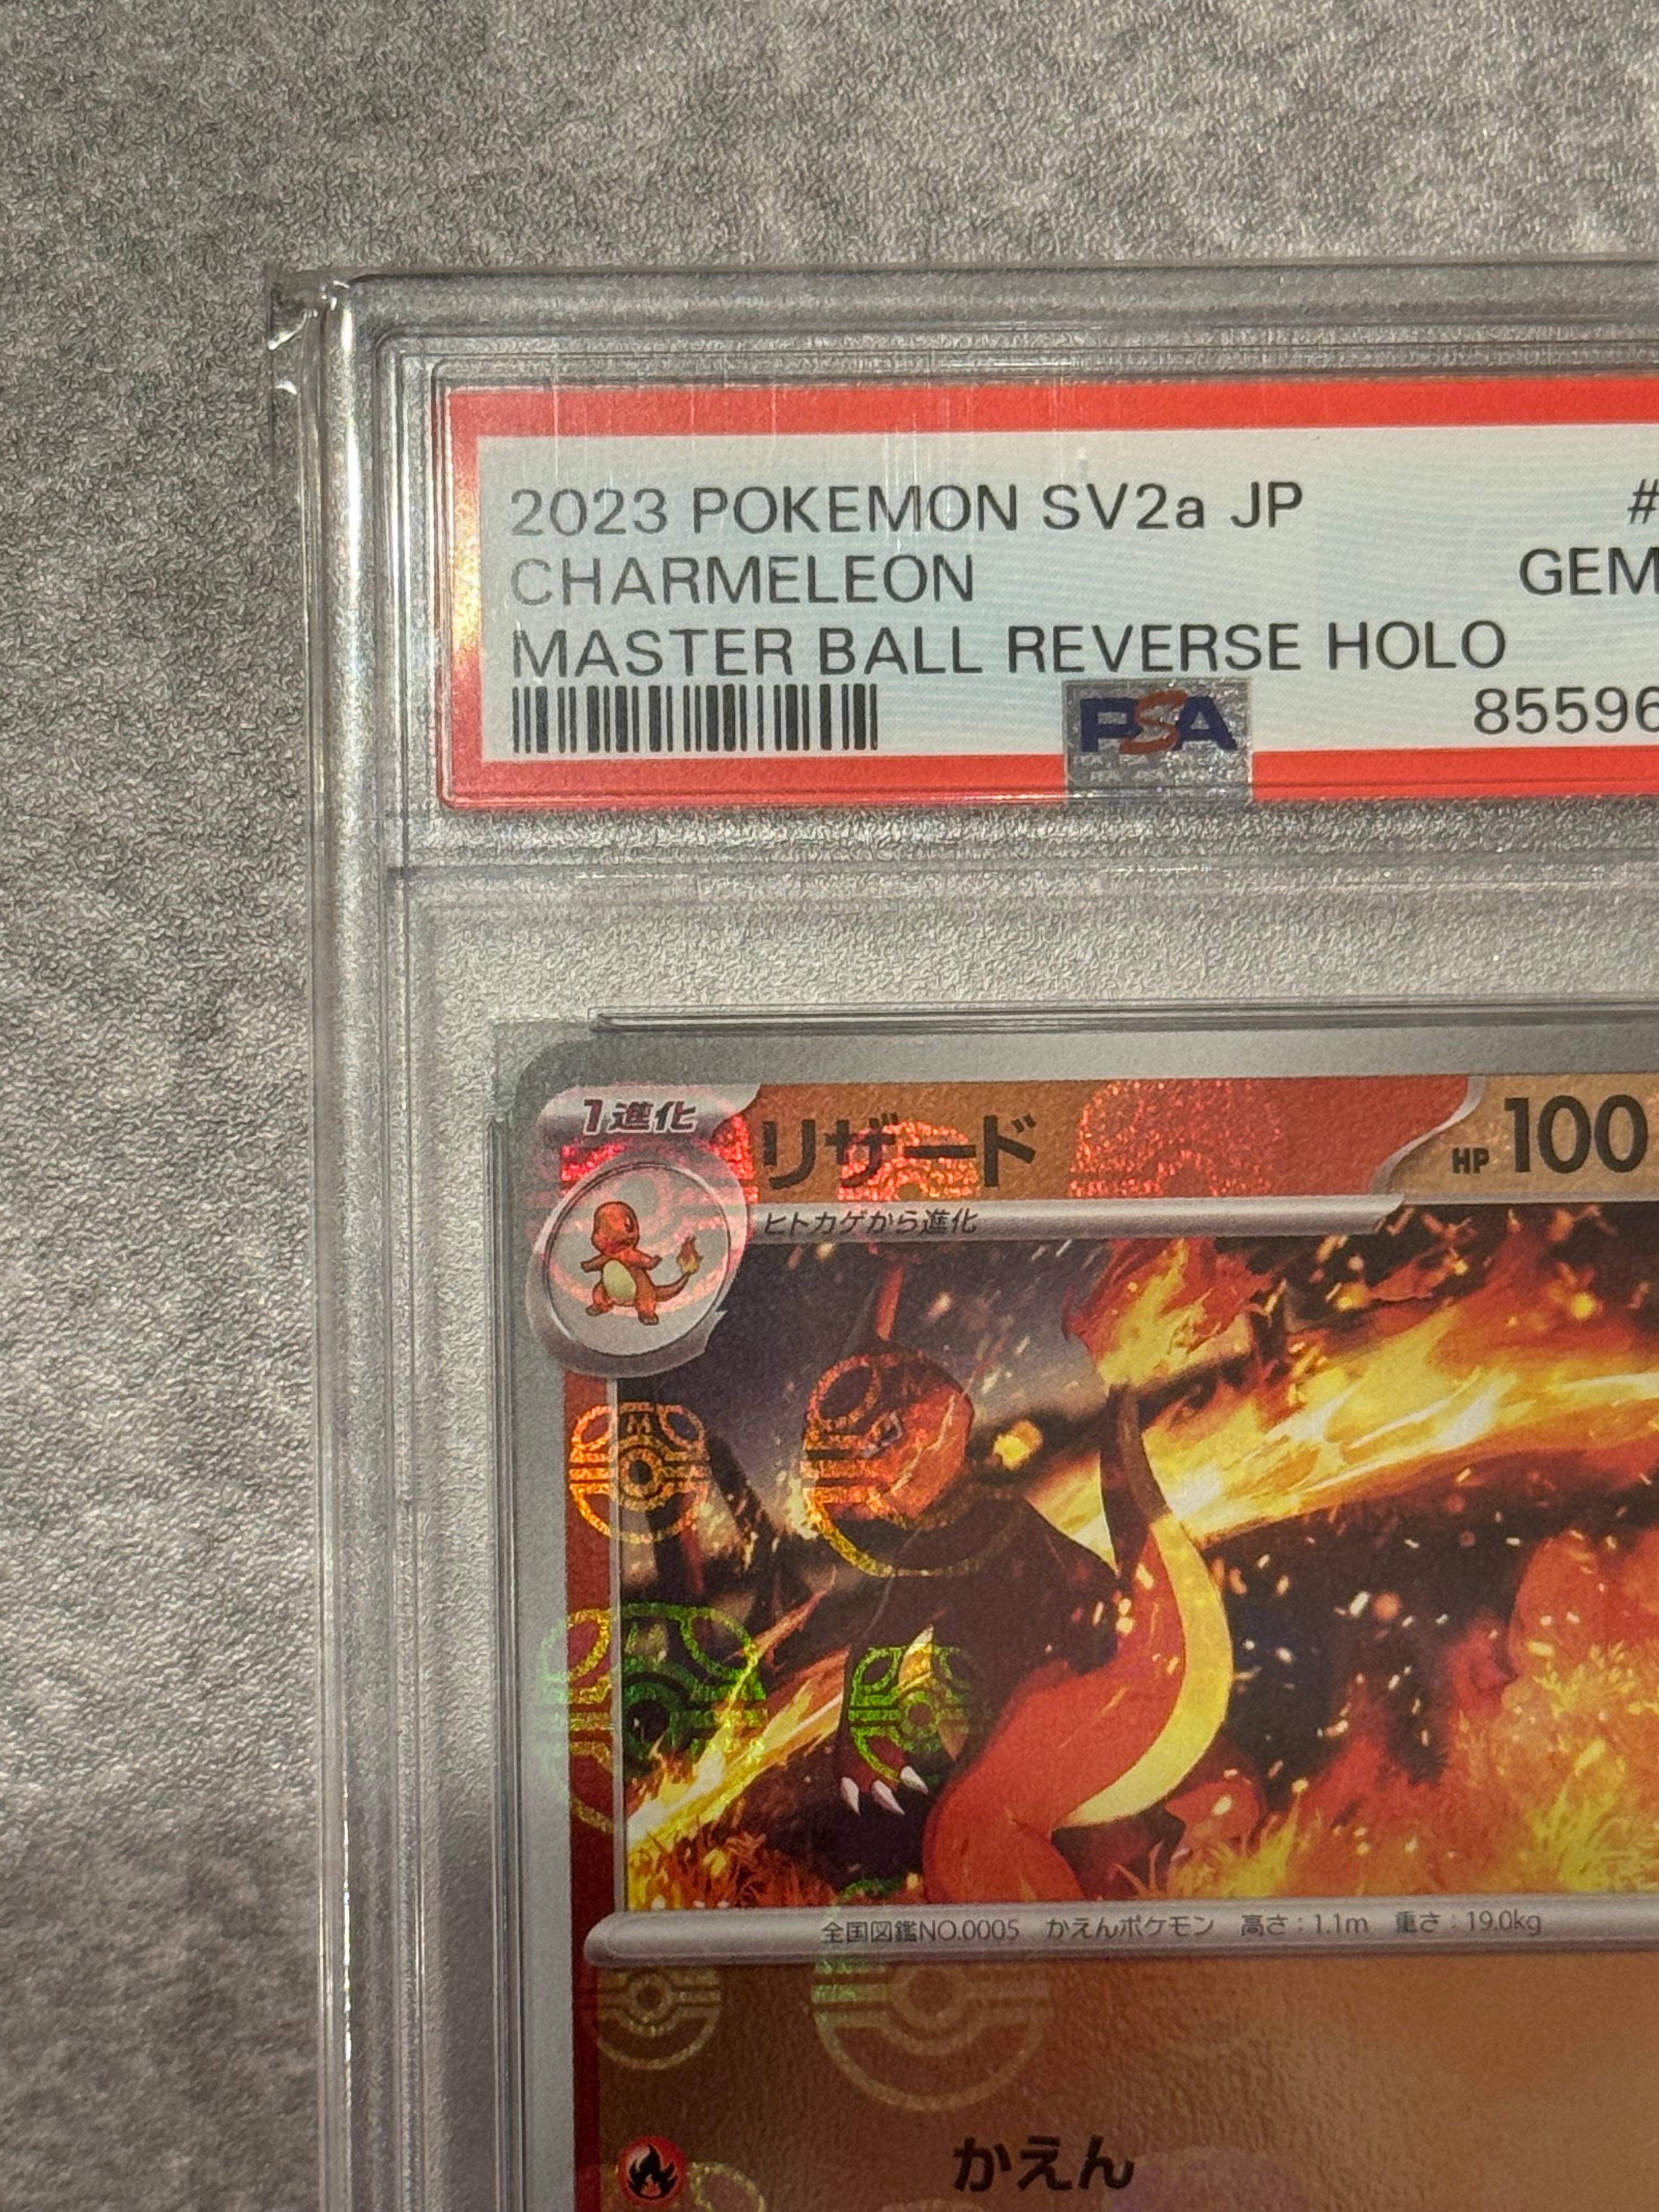 2023 POKEMON SV2a JP #
CHARMELEON GEM
MASTER BALL REVERSE HOLO
PSA 85596
1進化 リザード HP 100
ヒトカゲから進化
全国図鑑NO.0005 かえんポケモン 高さ:1.1m 重さ:19.0kg
かえん